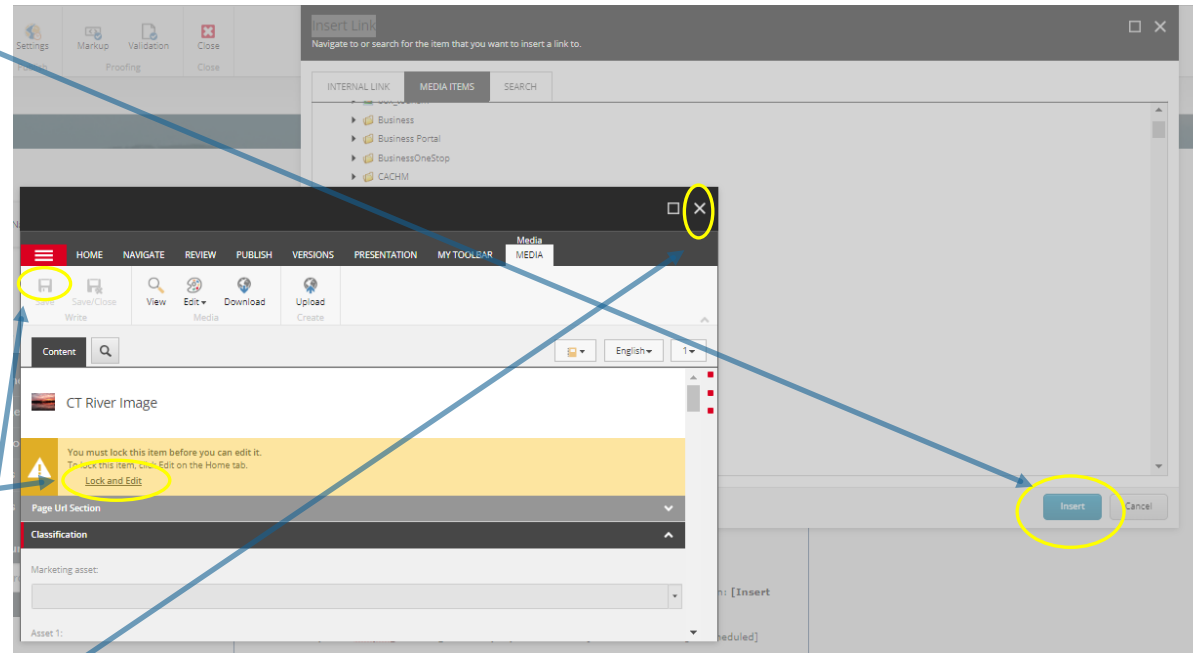 Settings
Markup
Validation
Close
Publish
Proofing
Close
Insert Link
Navigate to or search for the item that you want to insert a link to.
INTERNAL LINK
MEDIA ITEMS
SEARCH
Business
Business Portal
BusinessOneStop
CACHM
Media
HOME
NAVIGATE
REVIEW
PUBLISH
VERSIONS
PRESENTATION
MY TOOLBAR
MEDIA
Save
Save/Close
View
Edit
Download
Upload
Write
Media
Create
Content
English
1
CT River Image
You must lock this item before you can edit it.
To lock this item, click Edit on the Home tab.
Lock and Edit
Page Url Section
Classification
Marketing asset:
Asset 1:
Insert
Cancel
[Insert